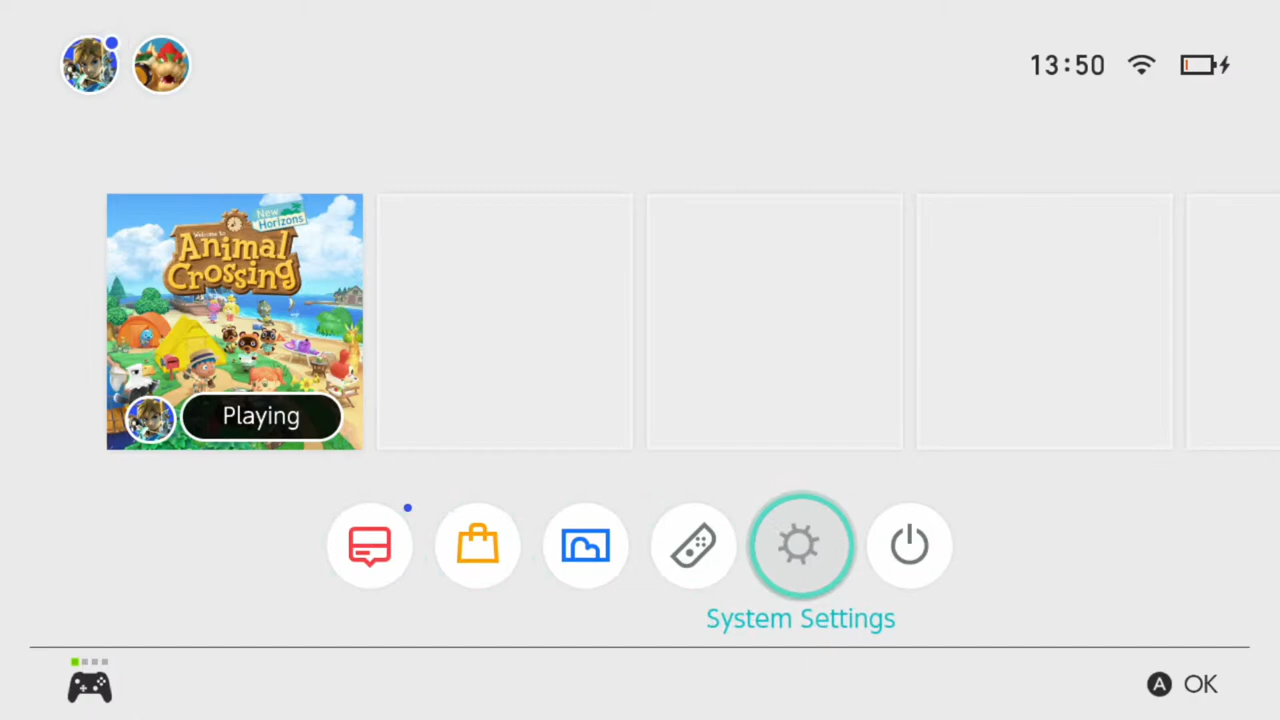 13:50
New
Horizons
Welcome to
Animal
Crossing
Playing
System Settings
A OK